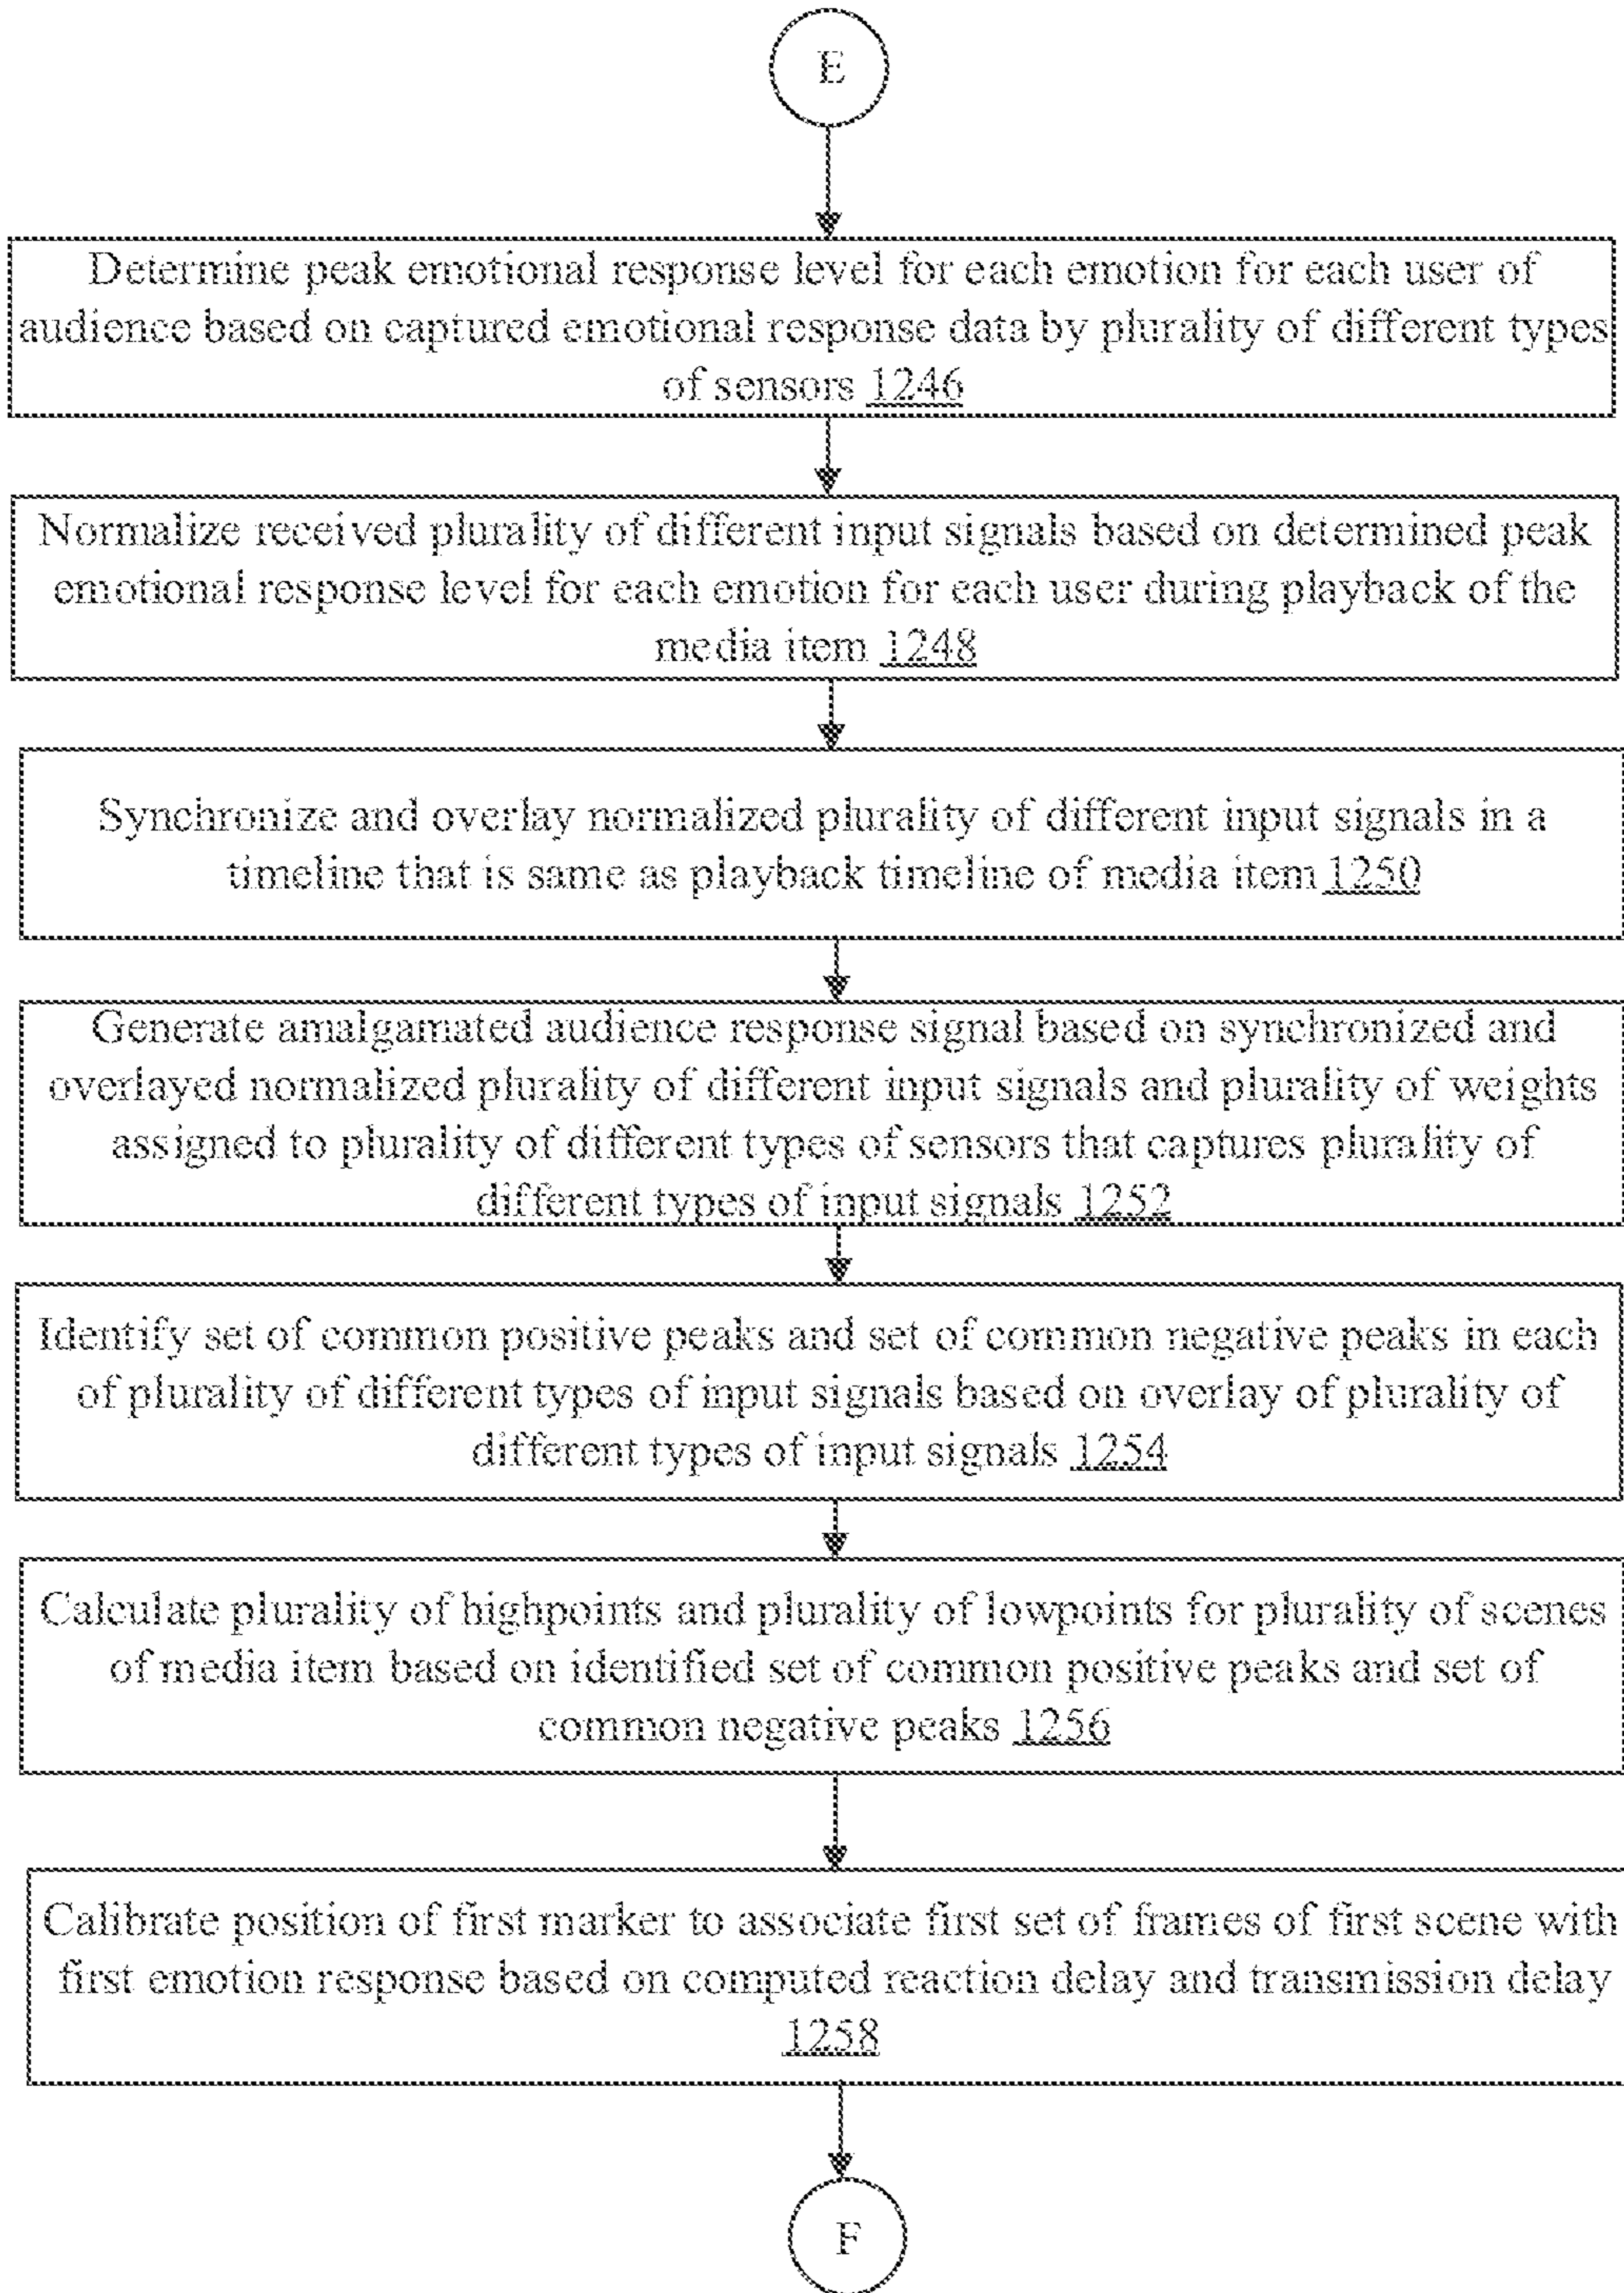 E
Determine peak emotional response level for each emotion for each user of
audience based on captured emotional response data by plurality of different types
of sensors 1246
Normalize received plurality of different input signals based on determined peak
emotional response level for each emotion for each user during playback of the
media item 1248
Synchronize and overlay normalized plurality of different input signals in a
timeline that is same as playback timeline of media item 1250
Generate amalgamated audience response signal based on synchronized and
overlayed normalized plurality of different input signals and plurality of weights
assigned to plurality of different types of sensors that captures plurality of
different types of input signals 1252
Identify set of common positive peaks and set of common negative peaks in each
of plurality of different types of input signals based on overlay of plurality of
different types of input signals 1254
Calculate plurality of highpoints and plurality of lowpoints for plurality of scenes
of media item based on identified set of common positive peaks and set of
common negative peaks 1256
Calibrate position of first marker to associate first set of frames of first scene with
first emotion response based on computed reaction delay and transmission delay
1258
F